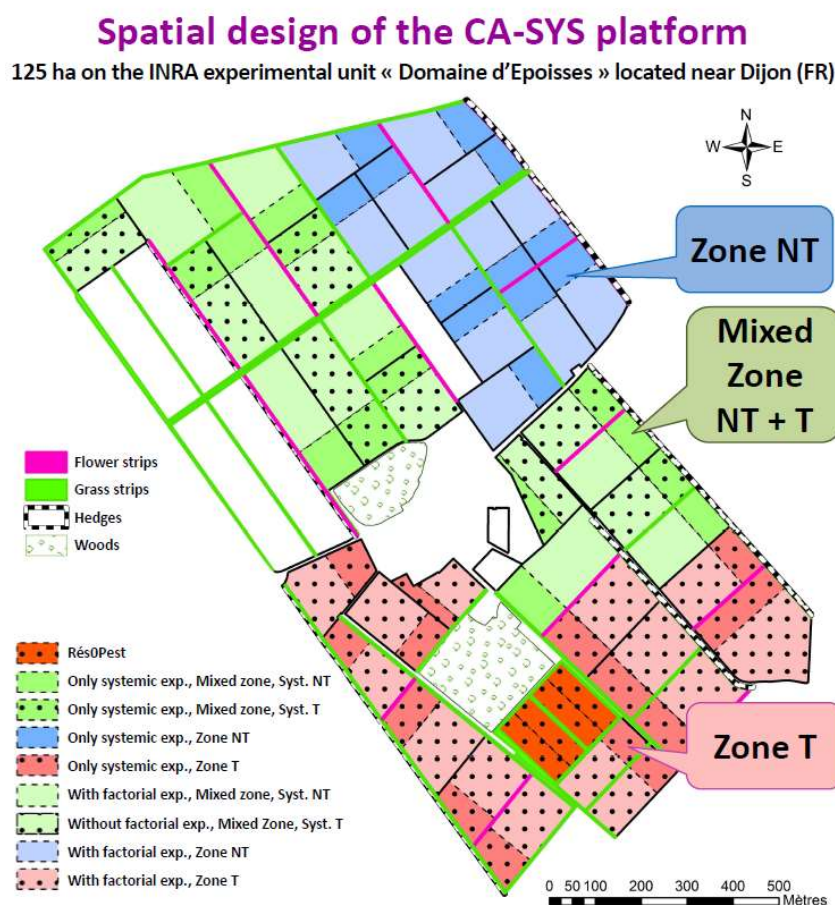 Spatial design of the CA-SYS platform
125 ha on the INRA experimental unit « Domaine d'Epoisses » located near Dijon (FR)
N
W E
S
Zone NT
Mixed
Zone
NT + T
Flower strips
Grass strips
Hedges
Woods
Rés0Pest
Only systemic exp., Mixed zone, Syst. NT
Only systemic exp., Mixed zone, Syst. T
Only systemic exp., Zone NT
Only systemic exp., Zone T
With factorial exp., Mixed zone, Syst. NT
Without factorial exp., Mixed Zone, Syst. T
With factorial exp., Zone NT
With factorial exp., Zone T
Zone T
0 50 100 200 300 400 500
Mètres